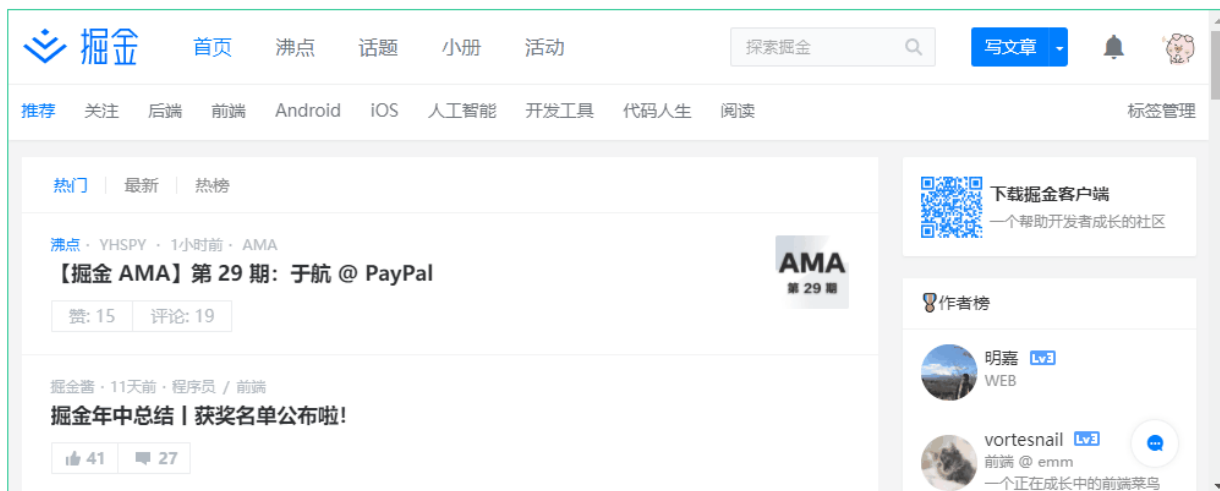 掘金 首页 沸点 话题 小册 活动 探索掘金 写文章
推荐 关注 后端 前端 Android iOS 人工智能 开发工具 代码人生 阅读 标签管理
热门 最新 热榜
沸点 · YHSPY · 1小时前 · AMA
【掘金 AMA】第 29 期：于航 @ PayPal
赞: 15 评论: 19
AMA
第 29 期
掘金酱 · 11天前 · 程序员 / 前端
掘金年中总结丨获奖名单公布啦！
41 27
下载掘金客户端
一个帮助开发者成长的社区
作者榜
明嘉 Lv3
WEB
vortesnail Lv3
前端 @ emm
一个正在成长中的前端菜鸟